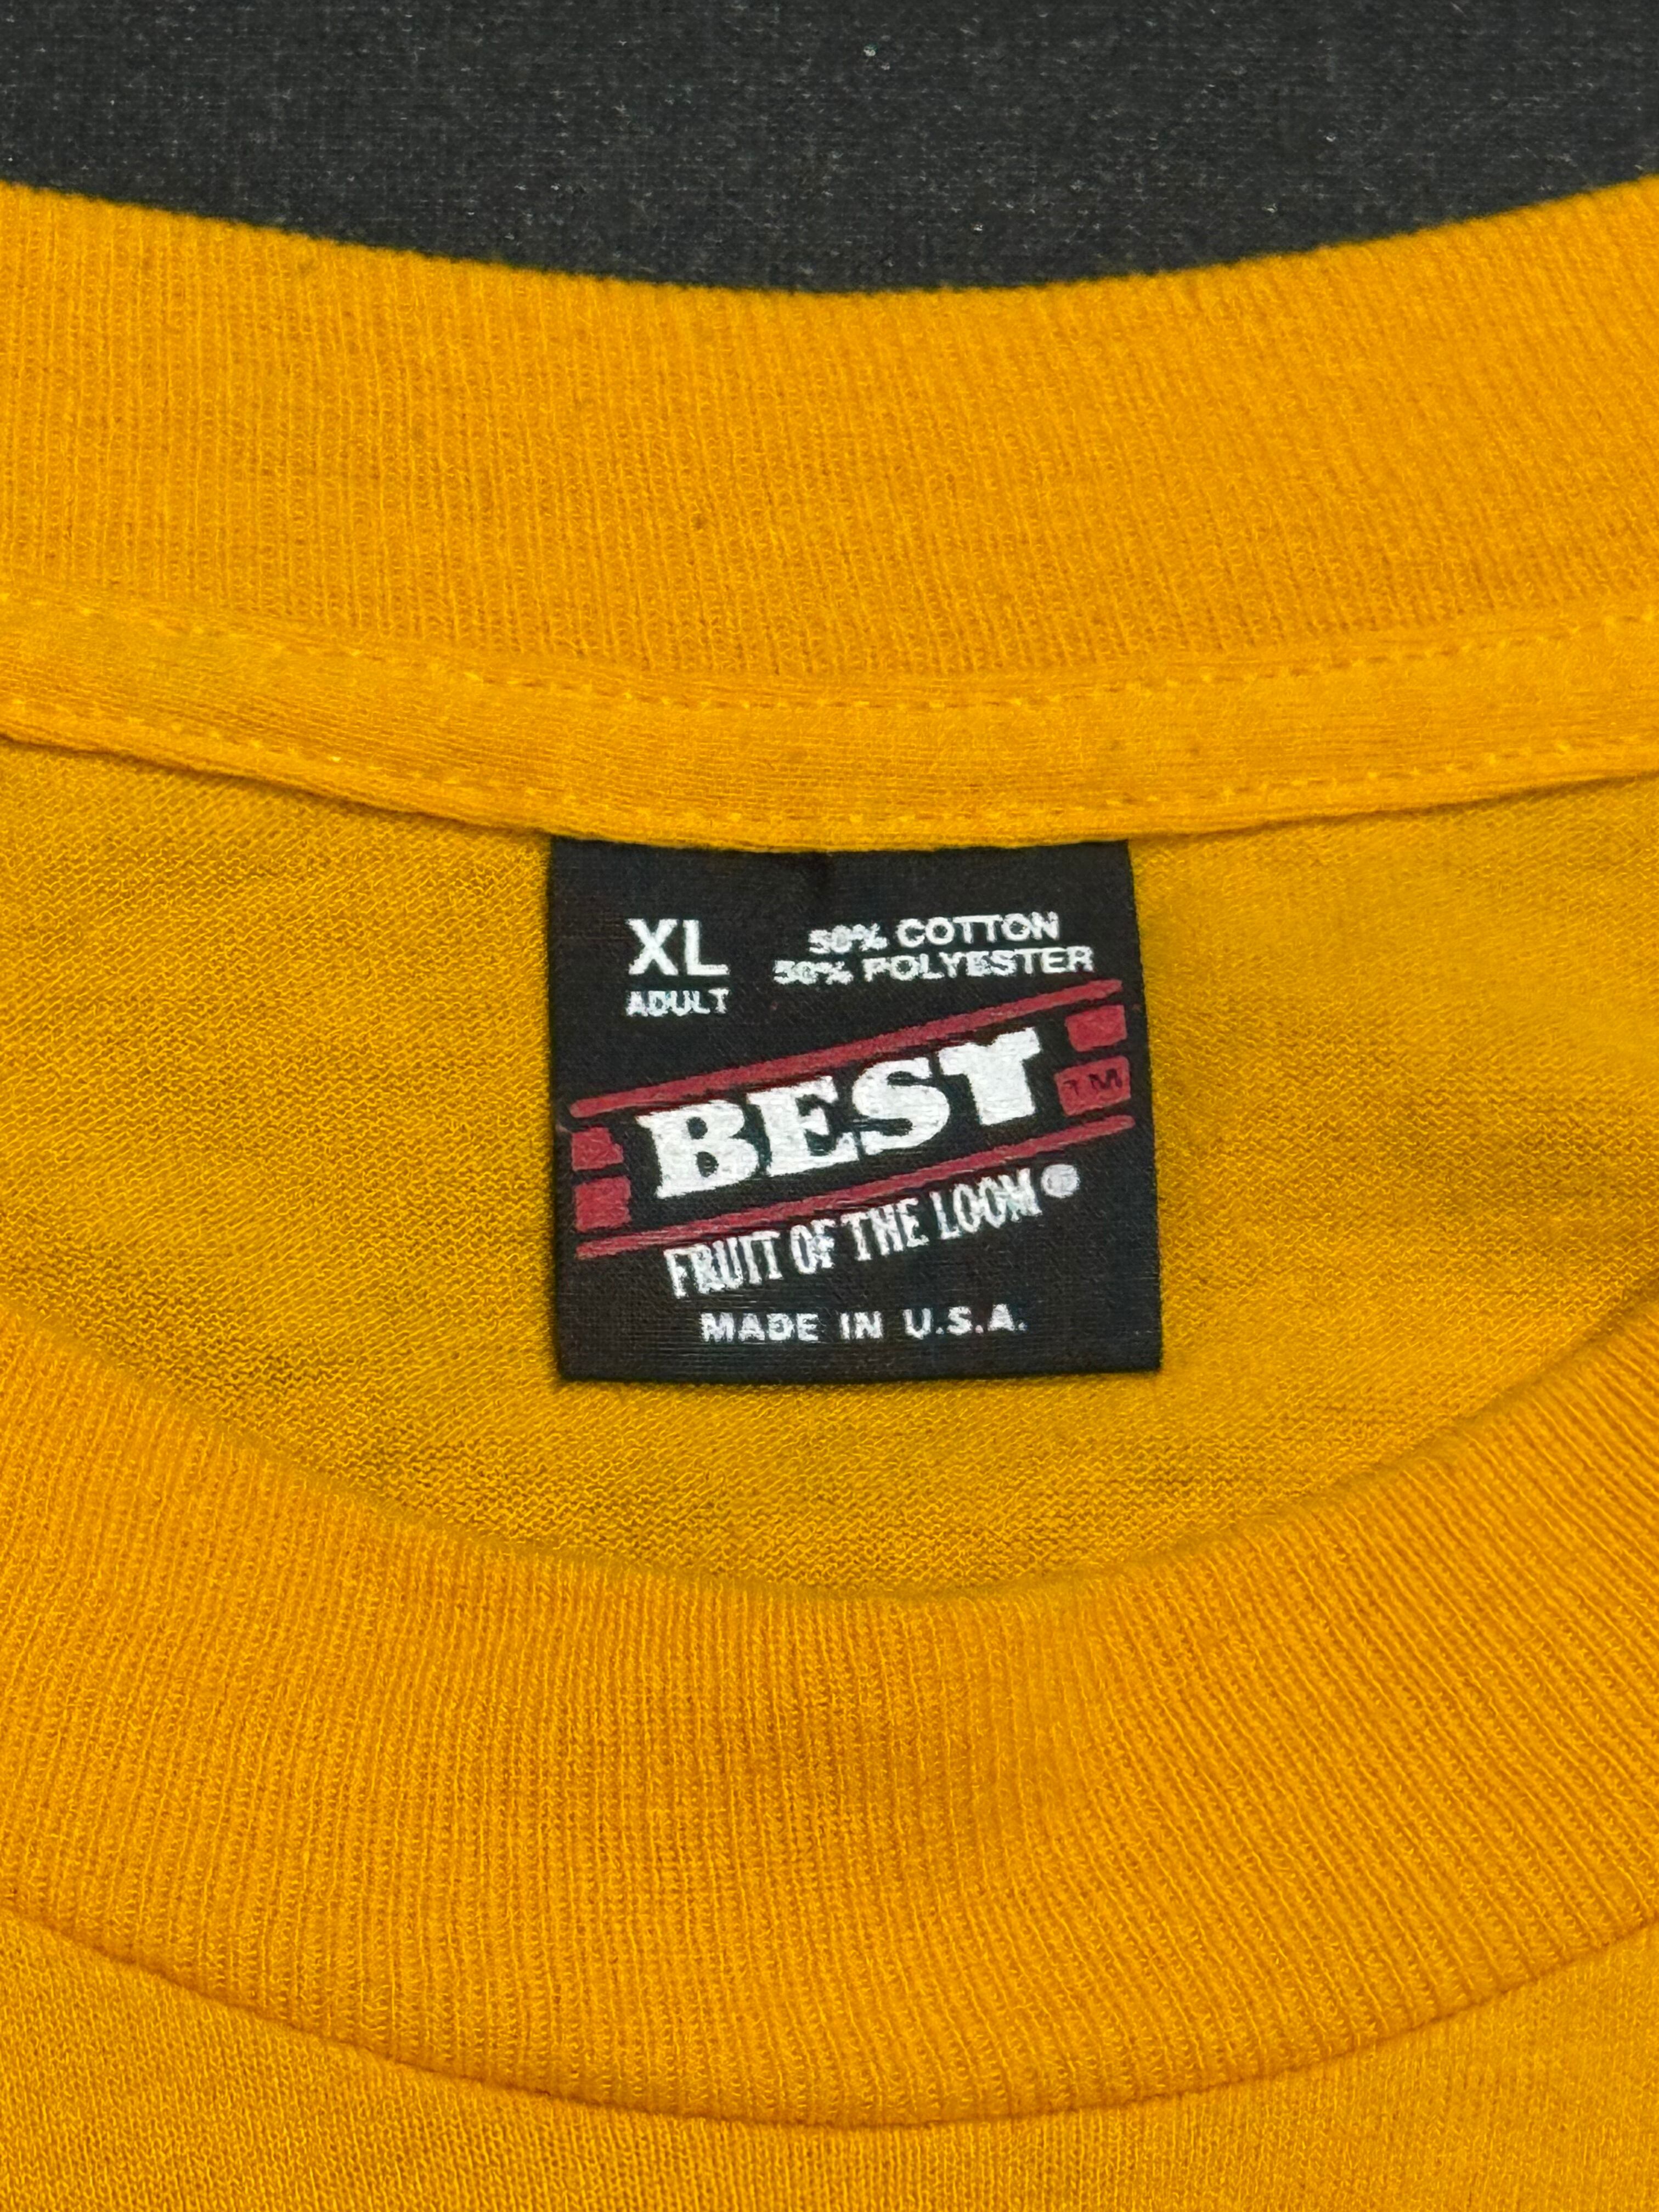 XL
ADULT
50% COTTON
50% POLYESTER
BEST
TM
FRUIT OF THE LOOM
MADE IN U.S.A.